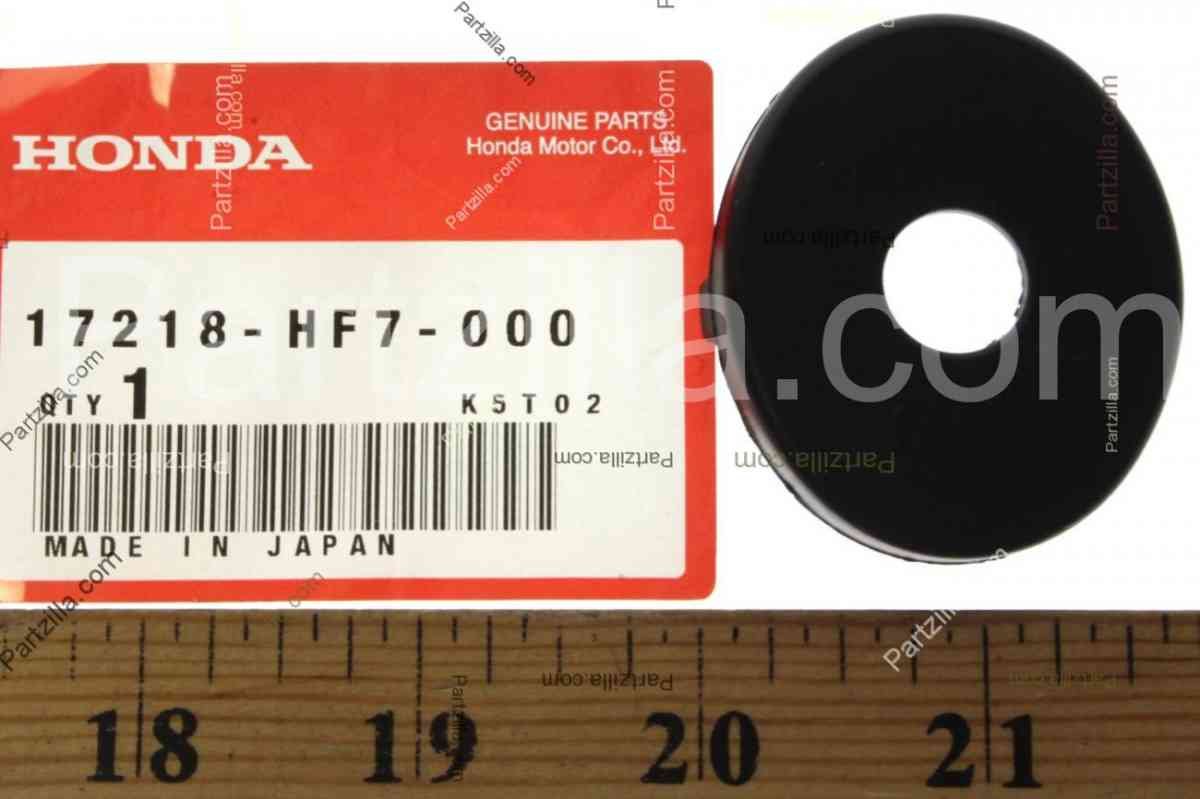 HONDA
GENUINE PARTS
Honda Motor Co., Ltd.
17218-HF7-000
QTY 1 K5T02
MADE IN JAPAN
Partzilla.com
18 19 20 21